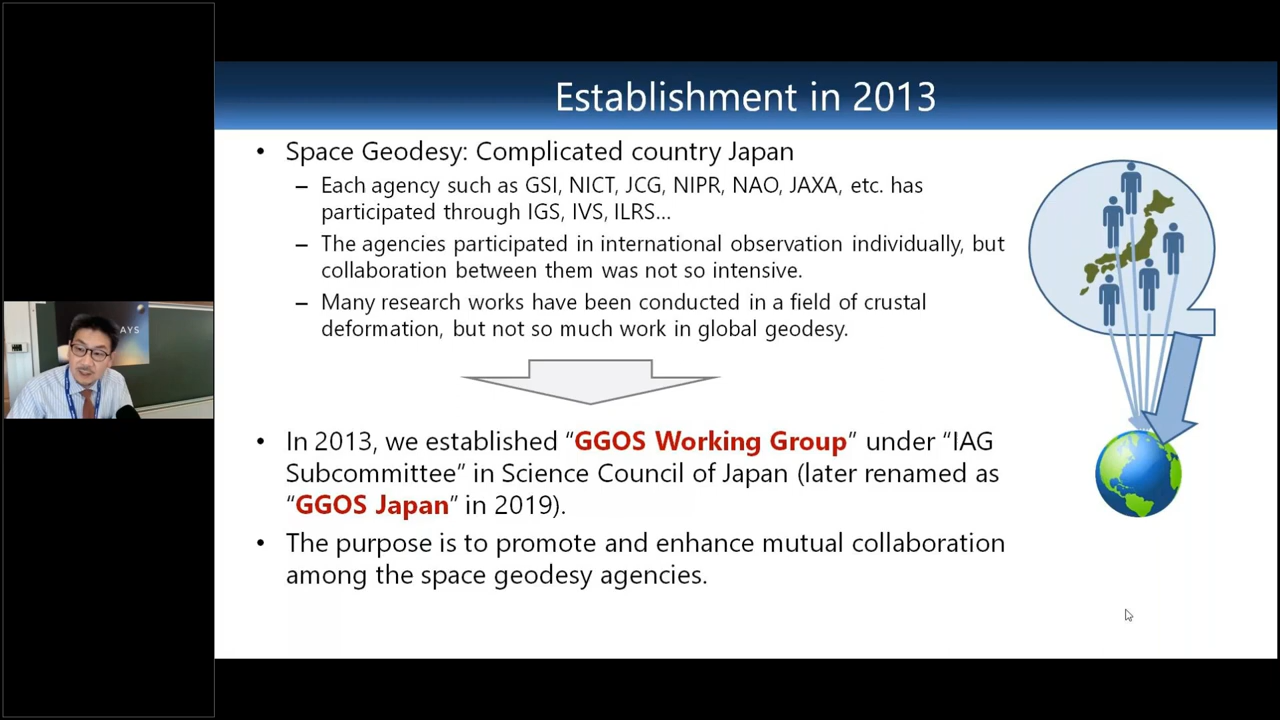 Establishment in 2013
• Space Geodesy: Complicated country Japan
– Each agency such as GSI, NICT, JCG, NIPR, NAO, JAXA, etc. has
participated through IGS, IVS, ILRS...
– The agencies participated in international observation individually, but
collaboration between them was not so intensive.
– Many research works have been conducted in a field of crustal
deformation, but not so much work in global geodesy.
• In 2013, we established “GGOS Working Group” under “IAG
Subcommittee” in Science Council of Japan (later renamed as
“GGOS Japan” in 2019).
• The purpose is to promote and enhance mutual collaboration
among the space geodesy agencies.
AYS